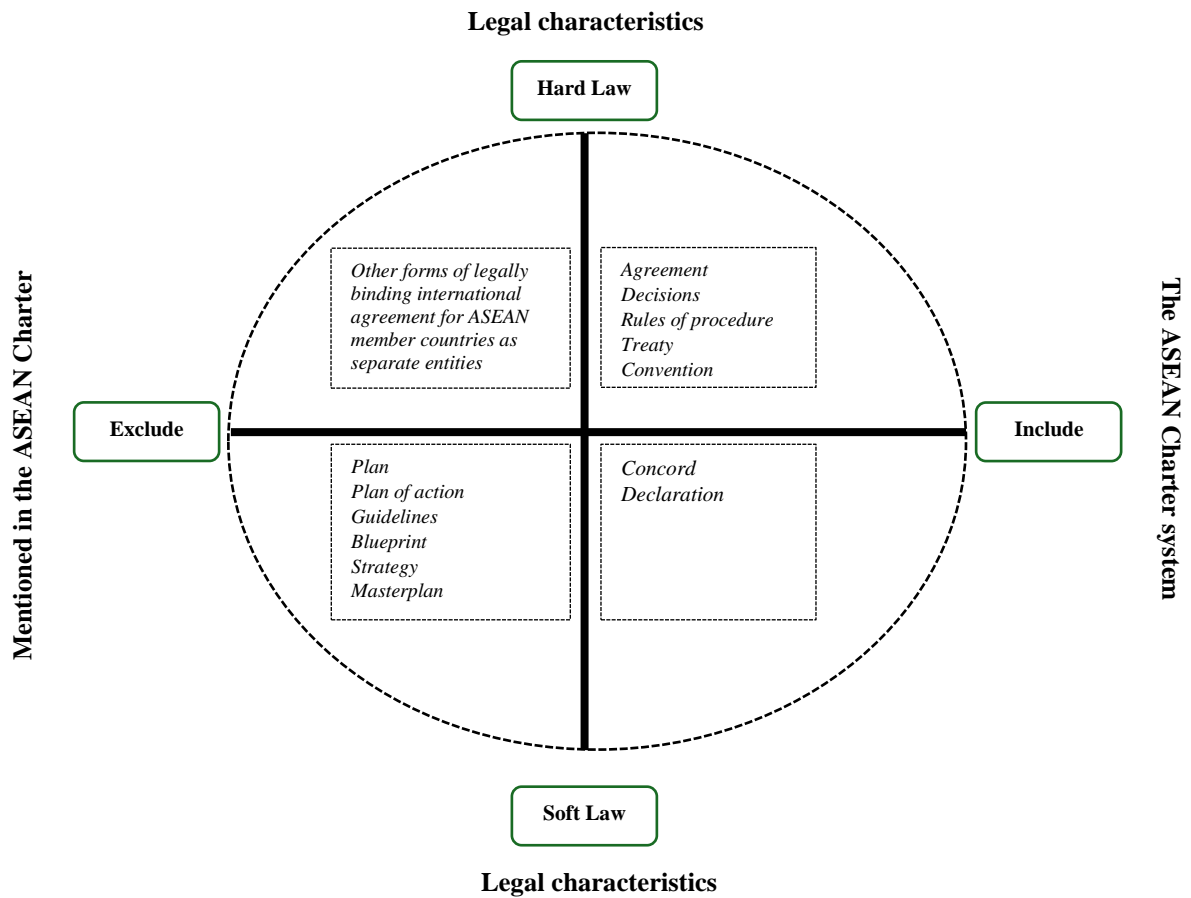 Legal characteristics
Hard Law
Other forms of legally
binding international
agreement for ASEAN
member countries as
separate entities
Agreement
Decisions
Rules of procedure
Treaty
Convention
Mentioned in the ASEAN Charter
Exclude
Include
The ASEAN Charter system
Plan
Plan of action
Guidelines
Blueprint
Strategy
Masterplan
Concord
Declaration
Soft Law
Legal characteristics